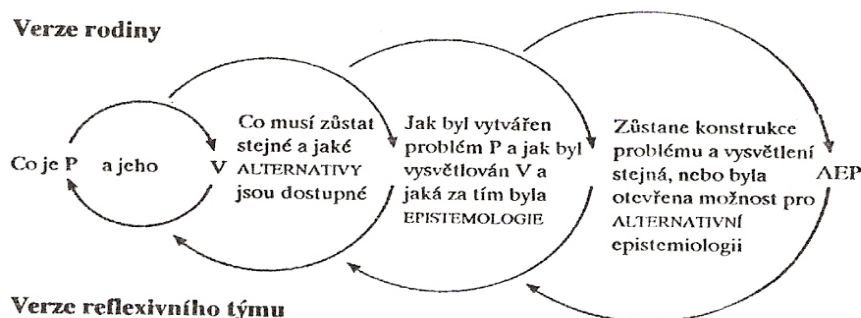 Verze rodiny
Co je P a jeho V
Co musí zůstat
stejné a jaké
ALTERNATIVY
jsou dostupné
Jak byl vytvářen
problém P a jak byl
vysvětlován V a
jaká za tím byla
EPISTEMOLOGIE
Zůstane konstrukce
problému a vysvětlení
stejná, nebo byla
otevřena možnost pro
ALTERNATIVNÍ
epistemiologii
AEP
Verze reflexivního týmu